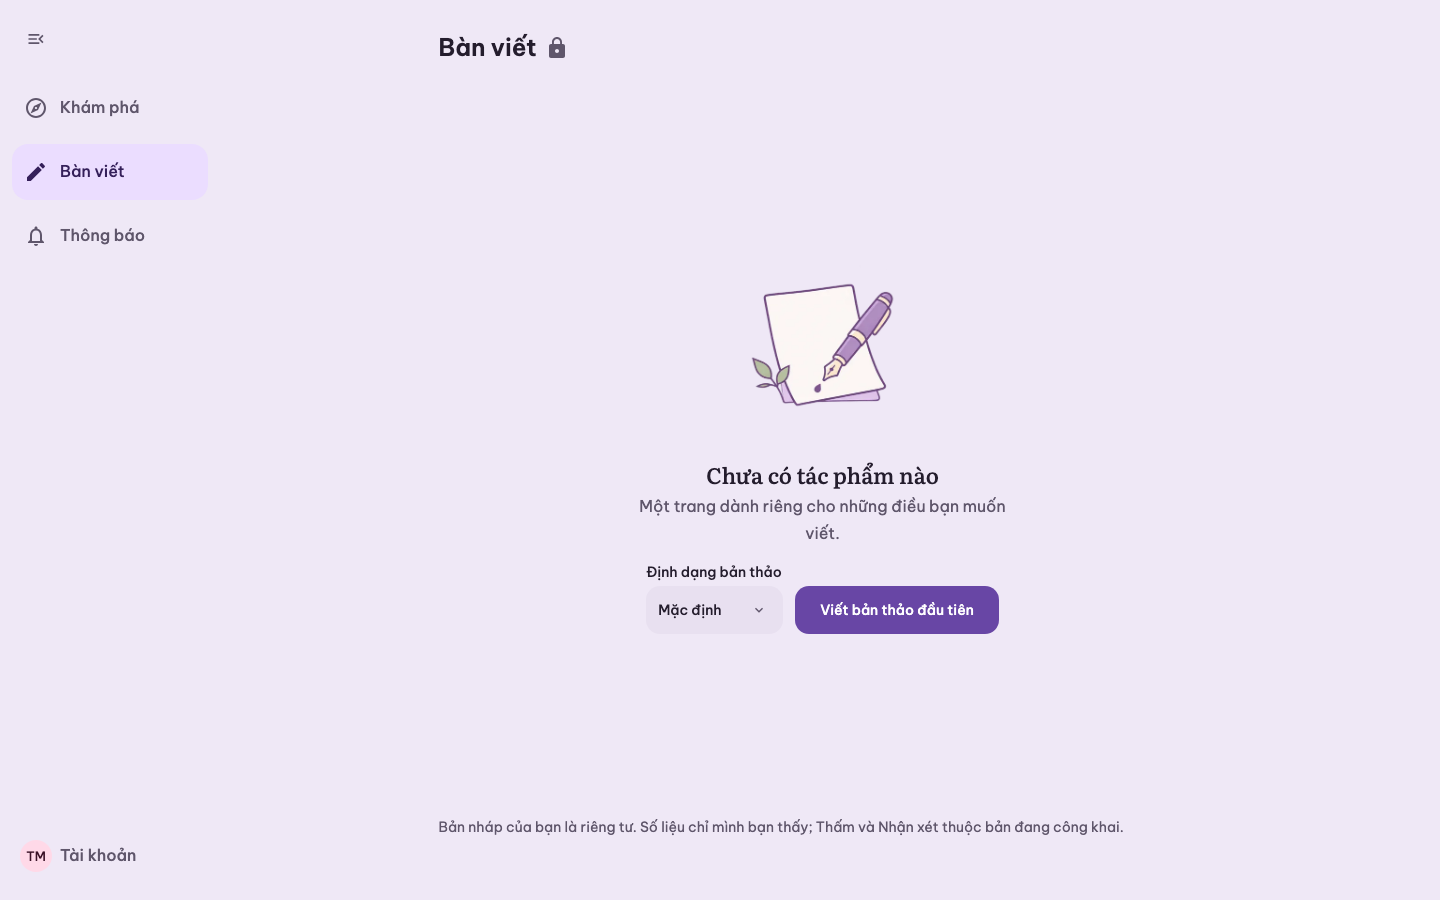 Bàn viết
Khám phá
Bàn viết
Thông báo
Chưa có tác phẩm nào
Một trang dành riêng cho những điều bạn muốn
viết.
Định dạng bản thảo
Mặc định
Viết bản thảo đầu tiên
Bản nháp của bạn là riêng tư. Số liệu chỉ mình bạn thấy; Thấm và Nhận xét thuộc bản đang công khai.
TM Tài khoản